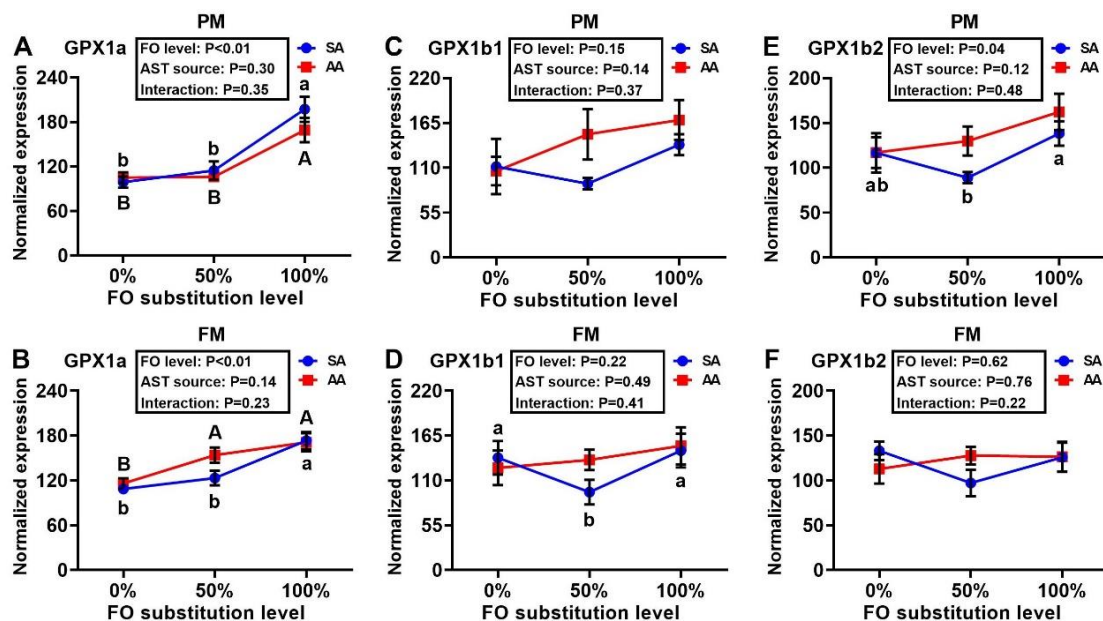 PM
A
GPX1a
FO level: P<0.01
AST source: P=0.30
Interaction: P=0.35
SA
AA
Normalized expression
240
180
120
60
0
b
b
a
B
B
A
0%
50%
100%
FO substitution level
PM
C
GPX1b1
FO level: P=0.15
AST source: P=0.14
Interaction: P=0.37
SA
AA
Normalized expression
220
165
110
55
0
0%
50%
100%
FO substitution level
PM
E
GPX1b2
FO level: P=0.04
AST source: P=0.12
Interaction: P=0.48
SA
AA
Normalized expression
200
150
100
50
0
ab
b
a
0%
50%
100%
FO substitution level
FM
B
GPX1a
FO level: P<0.01
AST source: P=0.14
Interaction: P=0.23
SA
AA
Normalized expression
240
180
120
60
0
B
A
A
b
b
a
0%
50%
100%
FO substitution level
FM
D
GPX1b1
FO level: P=0.22
AST source: P=0.49
Interaction: P=0.41
SA
AA
Normalized expression
220
165
110
55
0
a
b
a
0%
50%
100%
FO substitution level
FM
F
GPX1b2
FO level: P=0.62
AST source: P=0.76
Interaction: P=0.22
SA
AA
Normalized expression
200
150
100
50
0
0%
50%
100%
FO substitution level